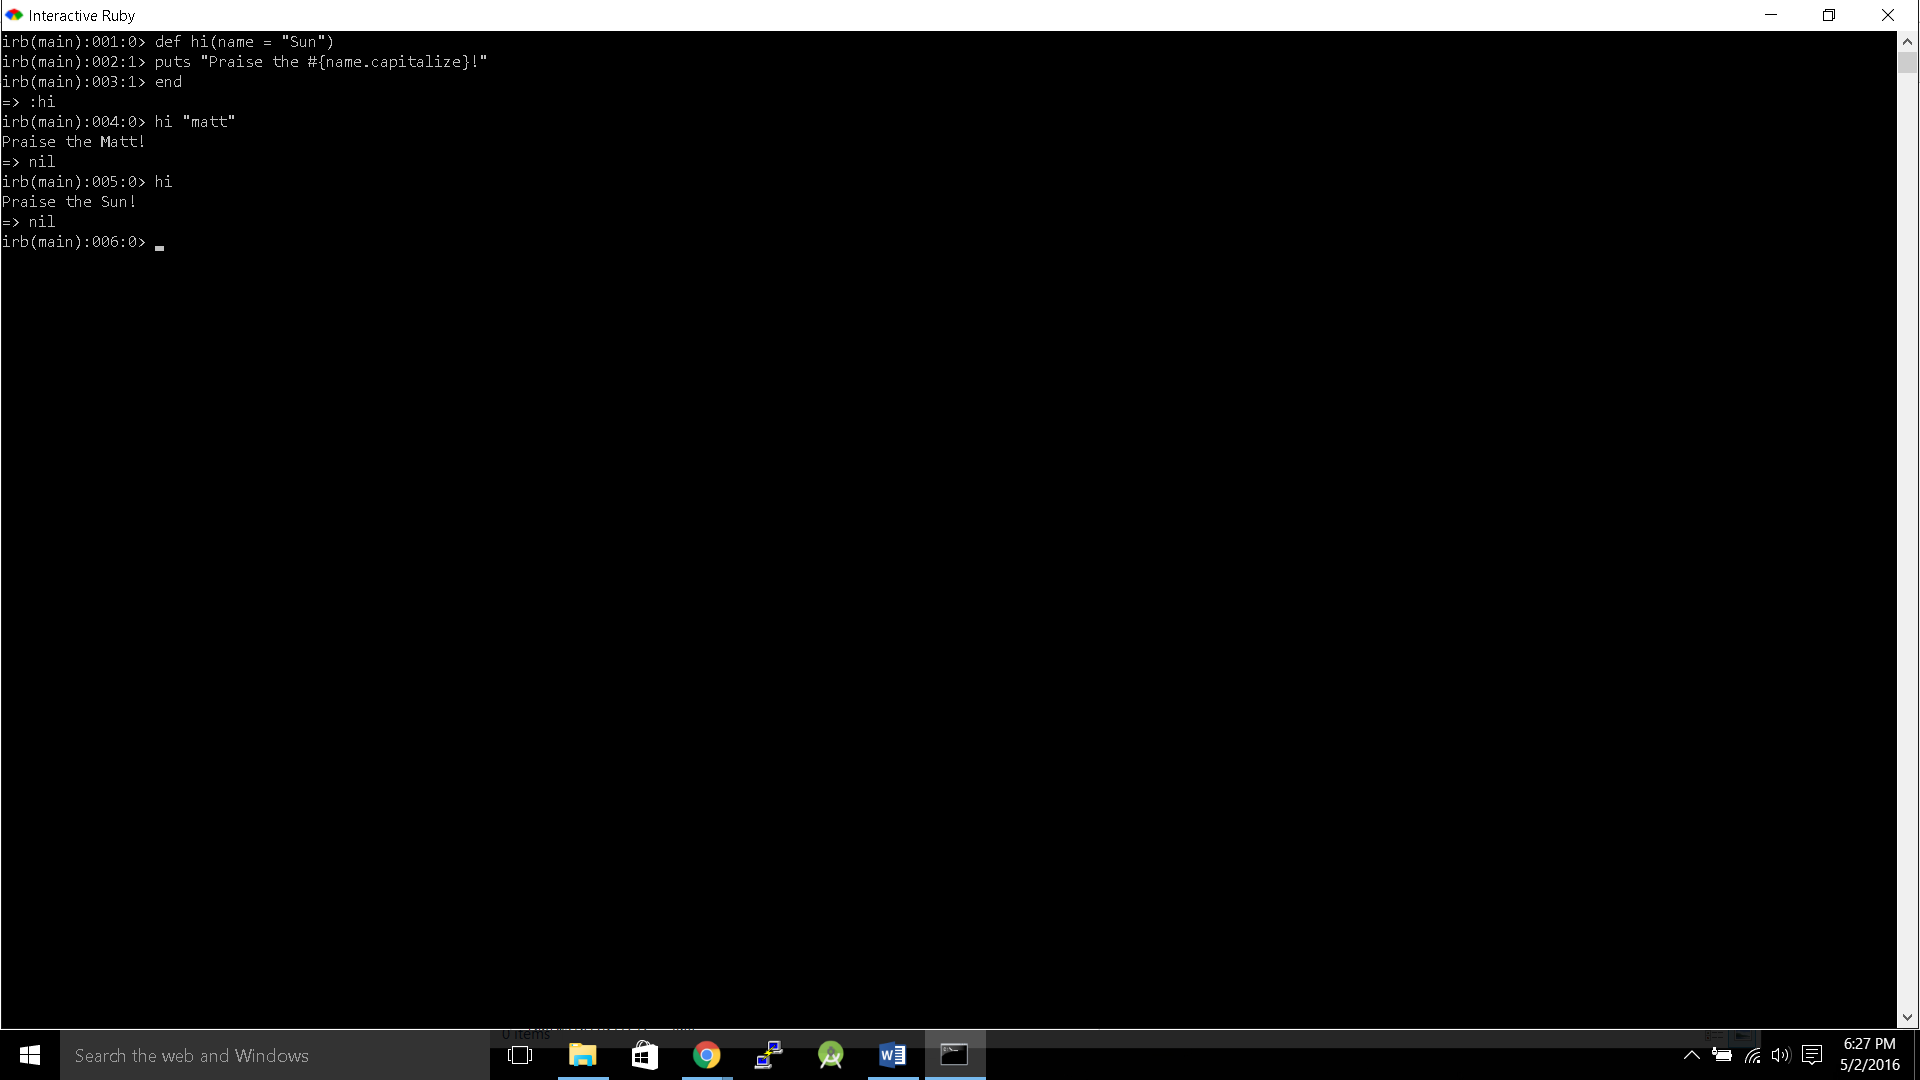 Interactive Ruby
irb(main):001:0> def hi(name = "Sun")
irb(main):002:1> puts "Praise the #{name.capitalize}!"
irb(main):003:1> end
=> :hi
irb(main):004:0> hi "matt"
Praise the Matt!
=> nil
irb(main):005:0> hi
Praise the Sun!
=> nil
irb(main):006:0>
0 items
Search the web and Windows
6:27 PM
5/2/2016